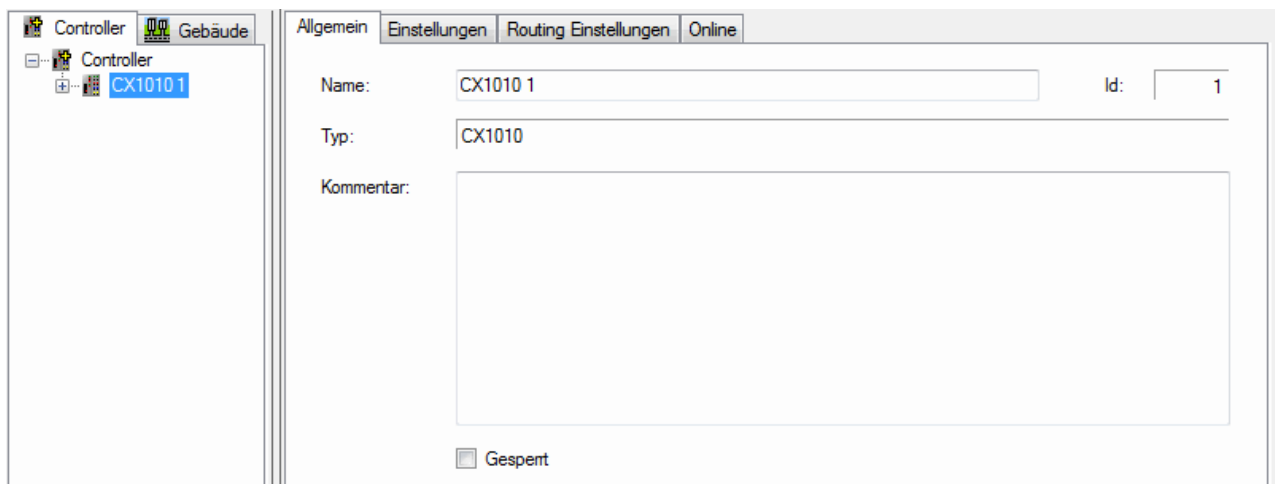 Controller Gebäude Allgemein Einstellungen Routing Einstellungen Online
Controller
CX1010 1
Name: CX1010 1 Id: 1
Typ: CX1010
Kommentar:
Gesperrt